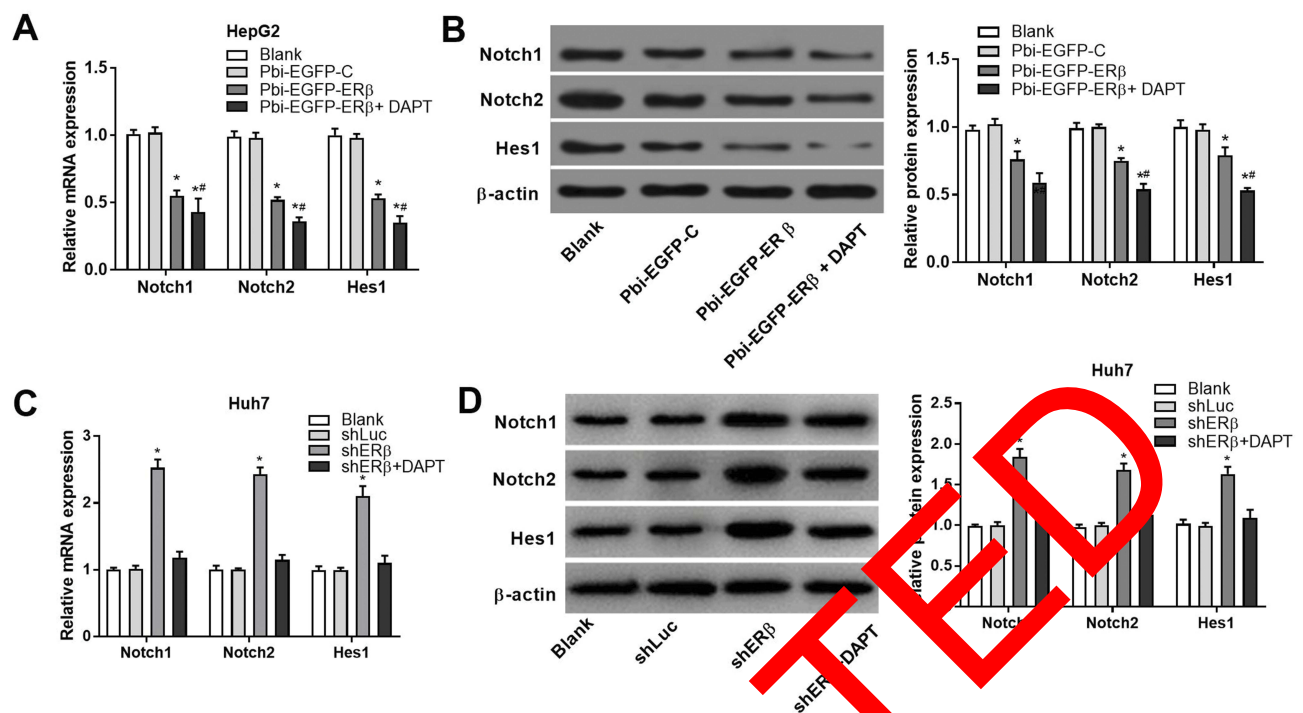 A
HepG2
Blank
Pbi-EGFP-C
Pbi-EGFP-ERβ
Pbi-EGFP-ERβ+ DAPT
Relative mRNA expression
1.5
1.0
0.5
0.0
* *# * *# * *#
Notch1 Notch2 Hes1
B
Notch1
Notch2
Hes1
β-actin
Blank
Pbi-EGFP-C
Pbi-EGFP-ER β
Pbi-EGFP-ERβ + DAPT
Blank
Pbi-EGFP-C
Pbi-EGFP-ERβ
Pbi-EGFP-ERβ+ DAPT
Relative protein expression
1.5
1.0
0.5
0.0
* *# * *# * *#
Notch1 Notch2 Hes1
C
Huh7
Blank
shLuc
shERβ
shERβ+DAPT
Relative mRNA expression
3
2
1
0
* * *
Notch1 Notch2 Hes1
D
Notch1
Notch2
Hes1
β-actin
Blank
shLuc
shERβ
Huh7
Blank
shLuc
shERβ
shERβ+DAPT
Relative protein expression
2.5
2.0
1.5
1.0
0.5
* * *
Notch2 Hes1
TED